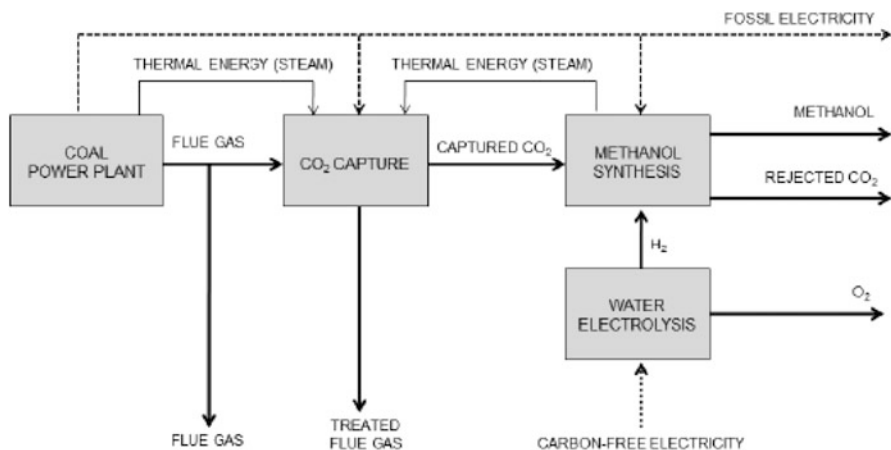 FOSSIL ELECTRICITY
THERMAL ENERGY (STEAM)
THERMAL ENERGY (STEAM)
METHANOL
COAL
POWER PLANT
FLUE GAS
CO₂ CAPTURE
CAPTURED CO₂
METHANOL
SYNTHESIS
REJECTED CO₂
H₂
WATER
ELECTROLYSIS
O₂
FLUE GAS
TREATED
FLUE GAS
CARBON-FREE ELECTRICITY